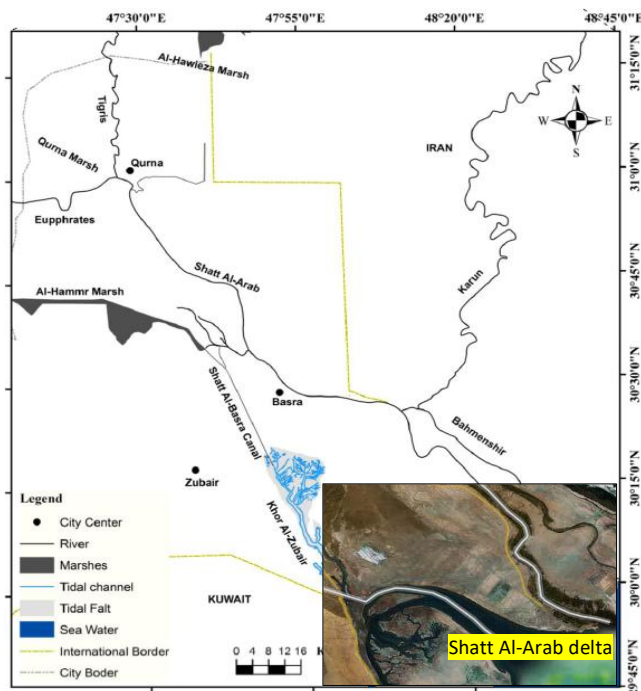 47°30'0"E
47°55'0"E
48°20'0"E
48°45'0"E
31°15'0"N
Al-Hawieza Marsh
Tigris
N
W
E
S
Qurna Marsh
Qurna
IRAN
31°0'0"N
Eupphrates
Shatt Al-Arab
30°45'0"N
Karun
Al-Hammr Marsh
30°30'0"N
Basra
Shatt Al-Basra Canal
Bahmenshir
Zubair
30°15'0"N
Khor Al-Zubair
Legend
City Center
River
Marshes
Tidal channel
Tidal Falt
Sea Water
International Border
City Boder
KUWAIT
30°0'0"N
0 4 8 12 16
K
Shatt Al-Arab delta
9°45'0"N